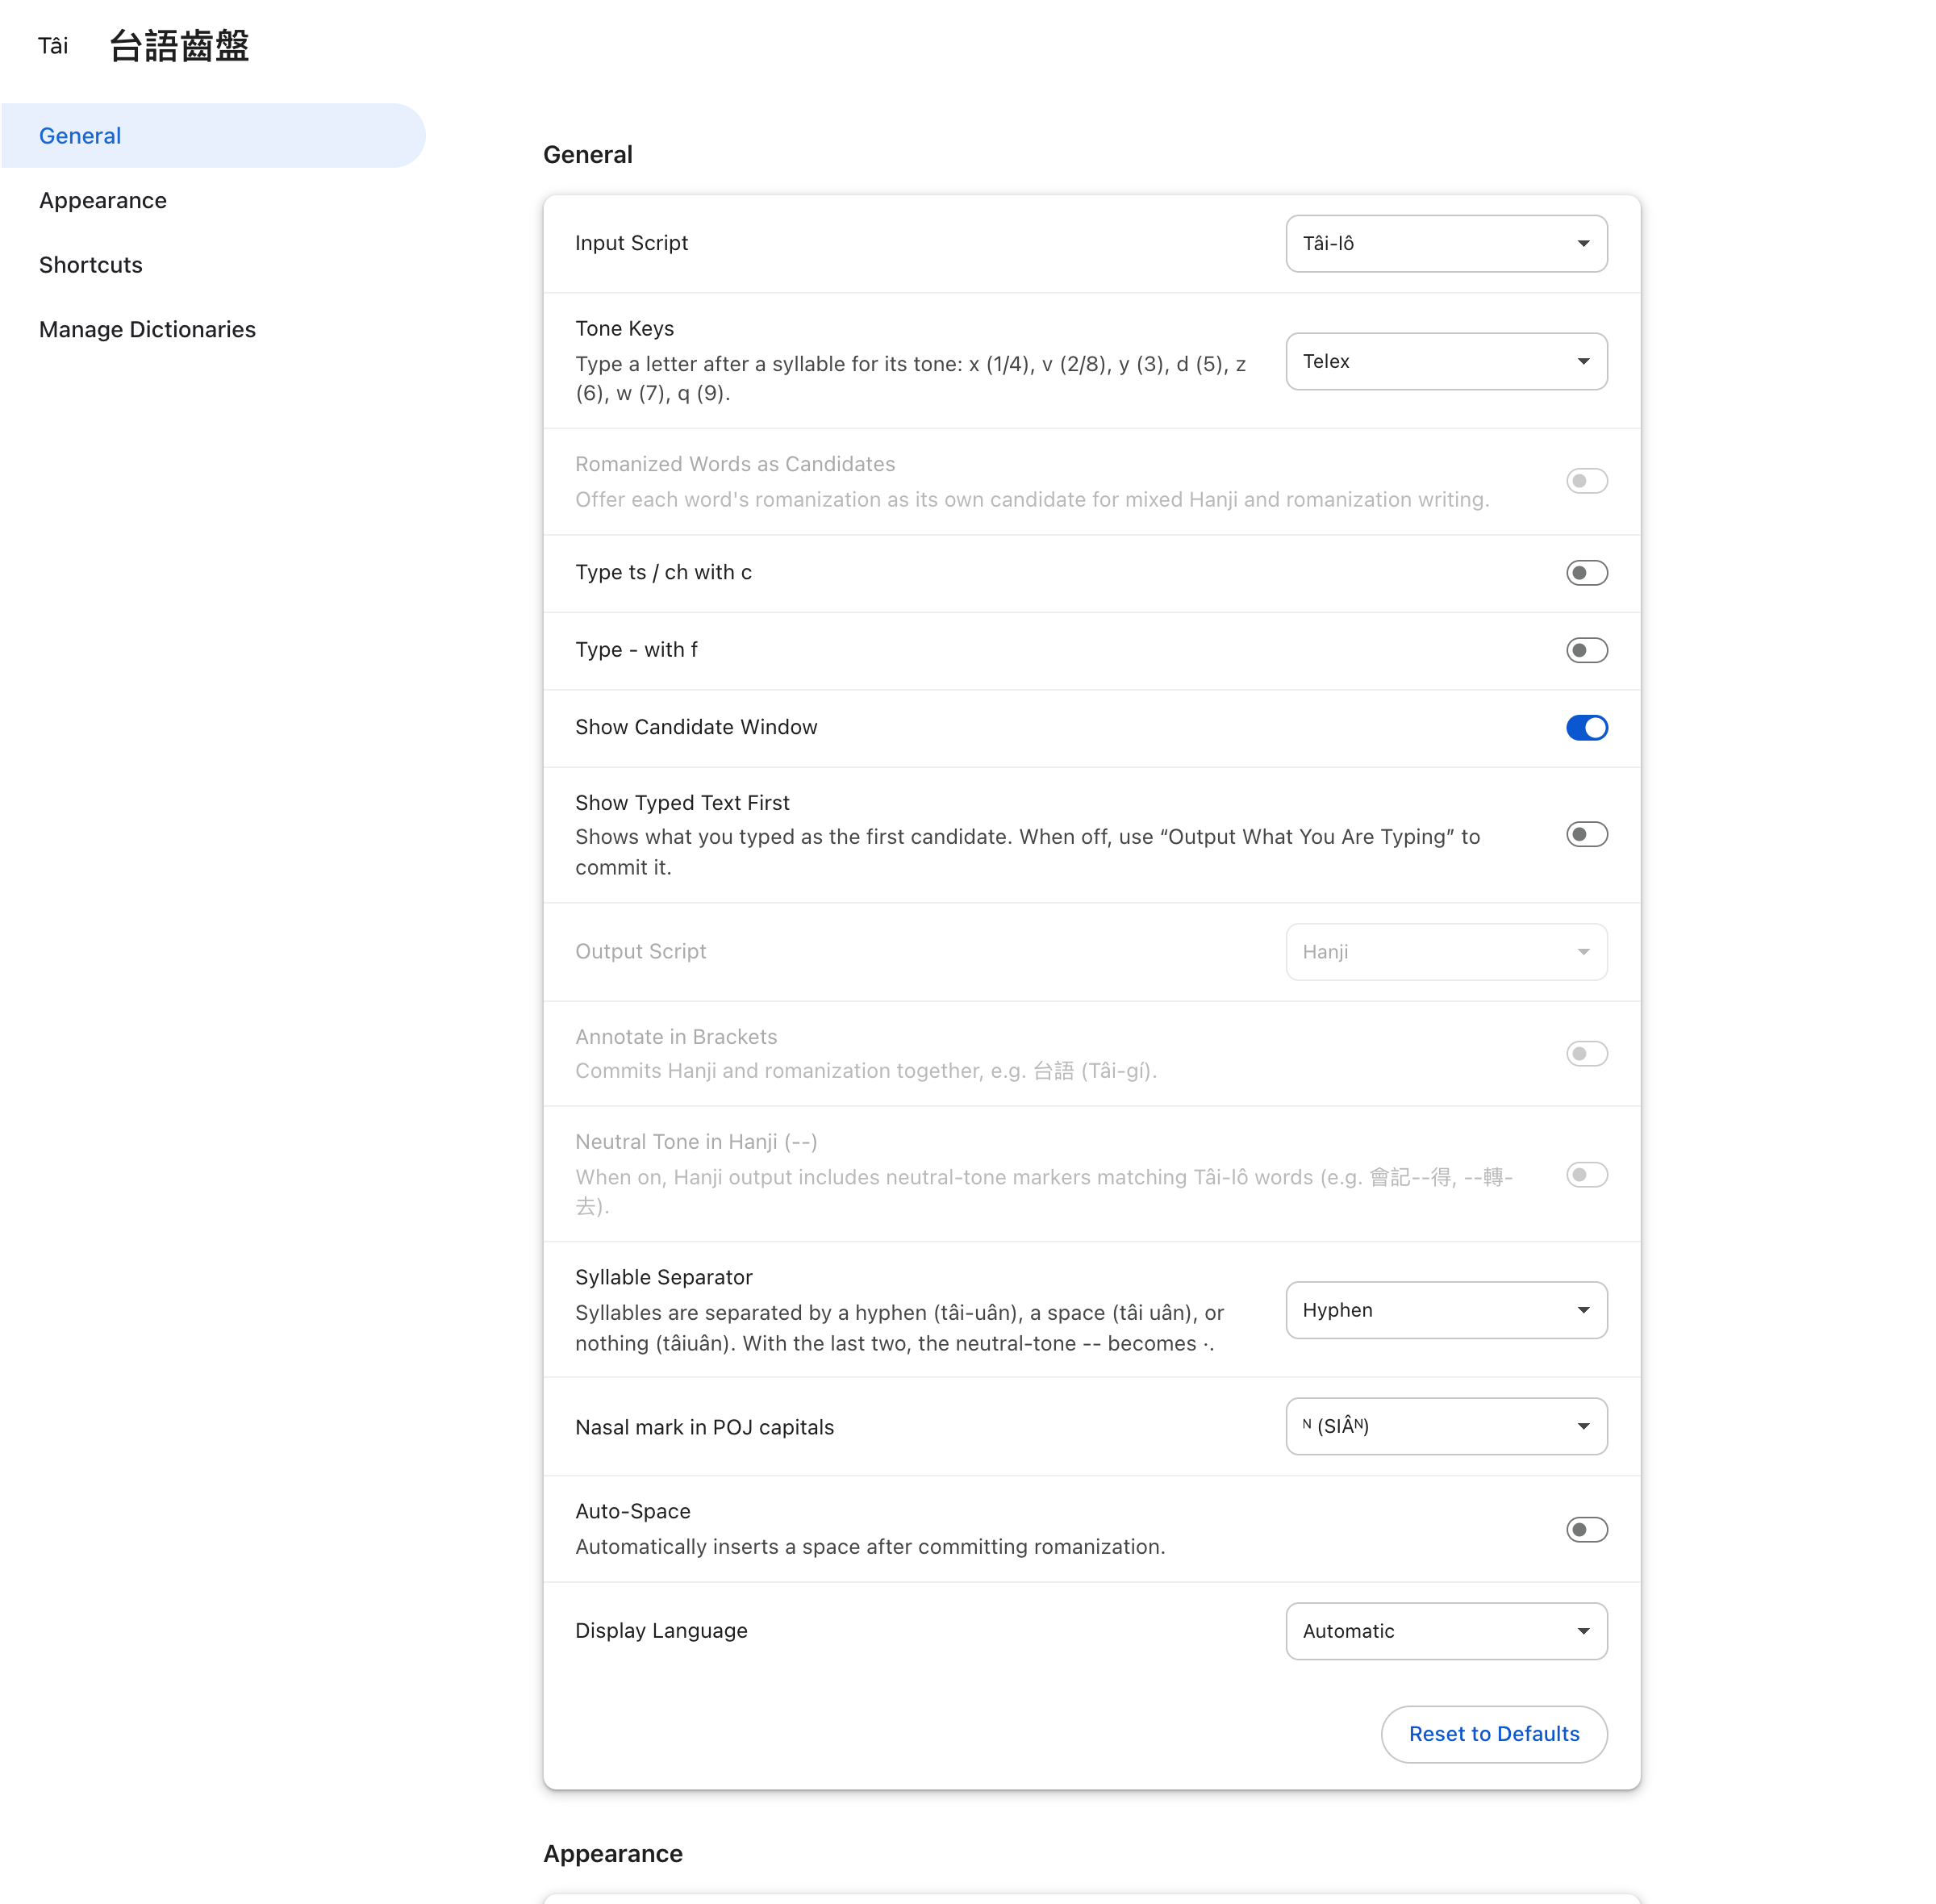 Tâi 台語齒盤
General
Appearance
Shortcuts
Manage Dictionaries
General
Input Script
Tâi-lô
Tone Keys
Type a letter after a syllable for its tone: x (1/4), v (2/8), y (3), d (5), z
(6), w (7), q (9).
Telex
Romanized Words as Candidates
Offer each word's romanization as its own candidate for mixed Hanji and romanization writing.
Type ts / ch with c
Type - with f
Show Candidate Window
Show Typed Text First
Shows what you typed as the first candidate. When off, use “Output What You Are Typing” to
commit it.
Output Script
Hanji
Annotate in Brackets
Commits Hanji and romanization together, e.g. 台語 (Tâi-gí).
Neutral Tone in Hanji (--)
When on, Hanji output includes neutral-tone markers matching Tâi-lô words (e.g. 會記--得, --轉-
去).
Syllable Separator
Syllables are separated by a hyphen (tâi-uân), a space (tâi uân), or
nothing (tâiuân). With the last two, the neutral-tone -- becomes ·.
Hyphen
Nasal mark in POJ capitals
ᴺ (SIÂᴺ)
Auto-Space
Automatically inserts a space after committing romanization.
Display Language
Automatic
Reset to Defaults
Appearance